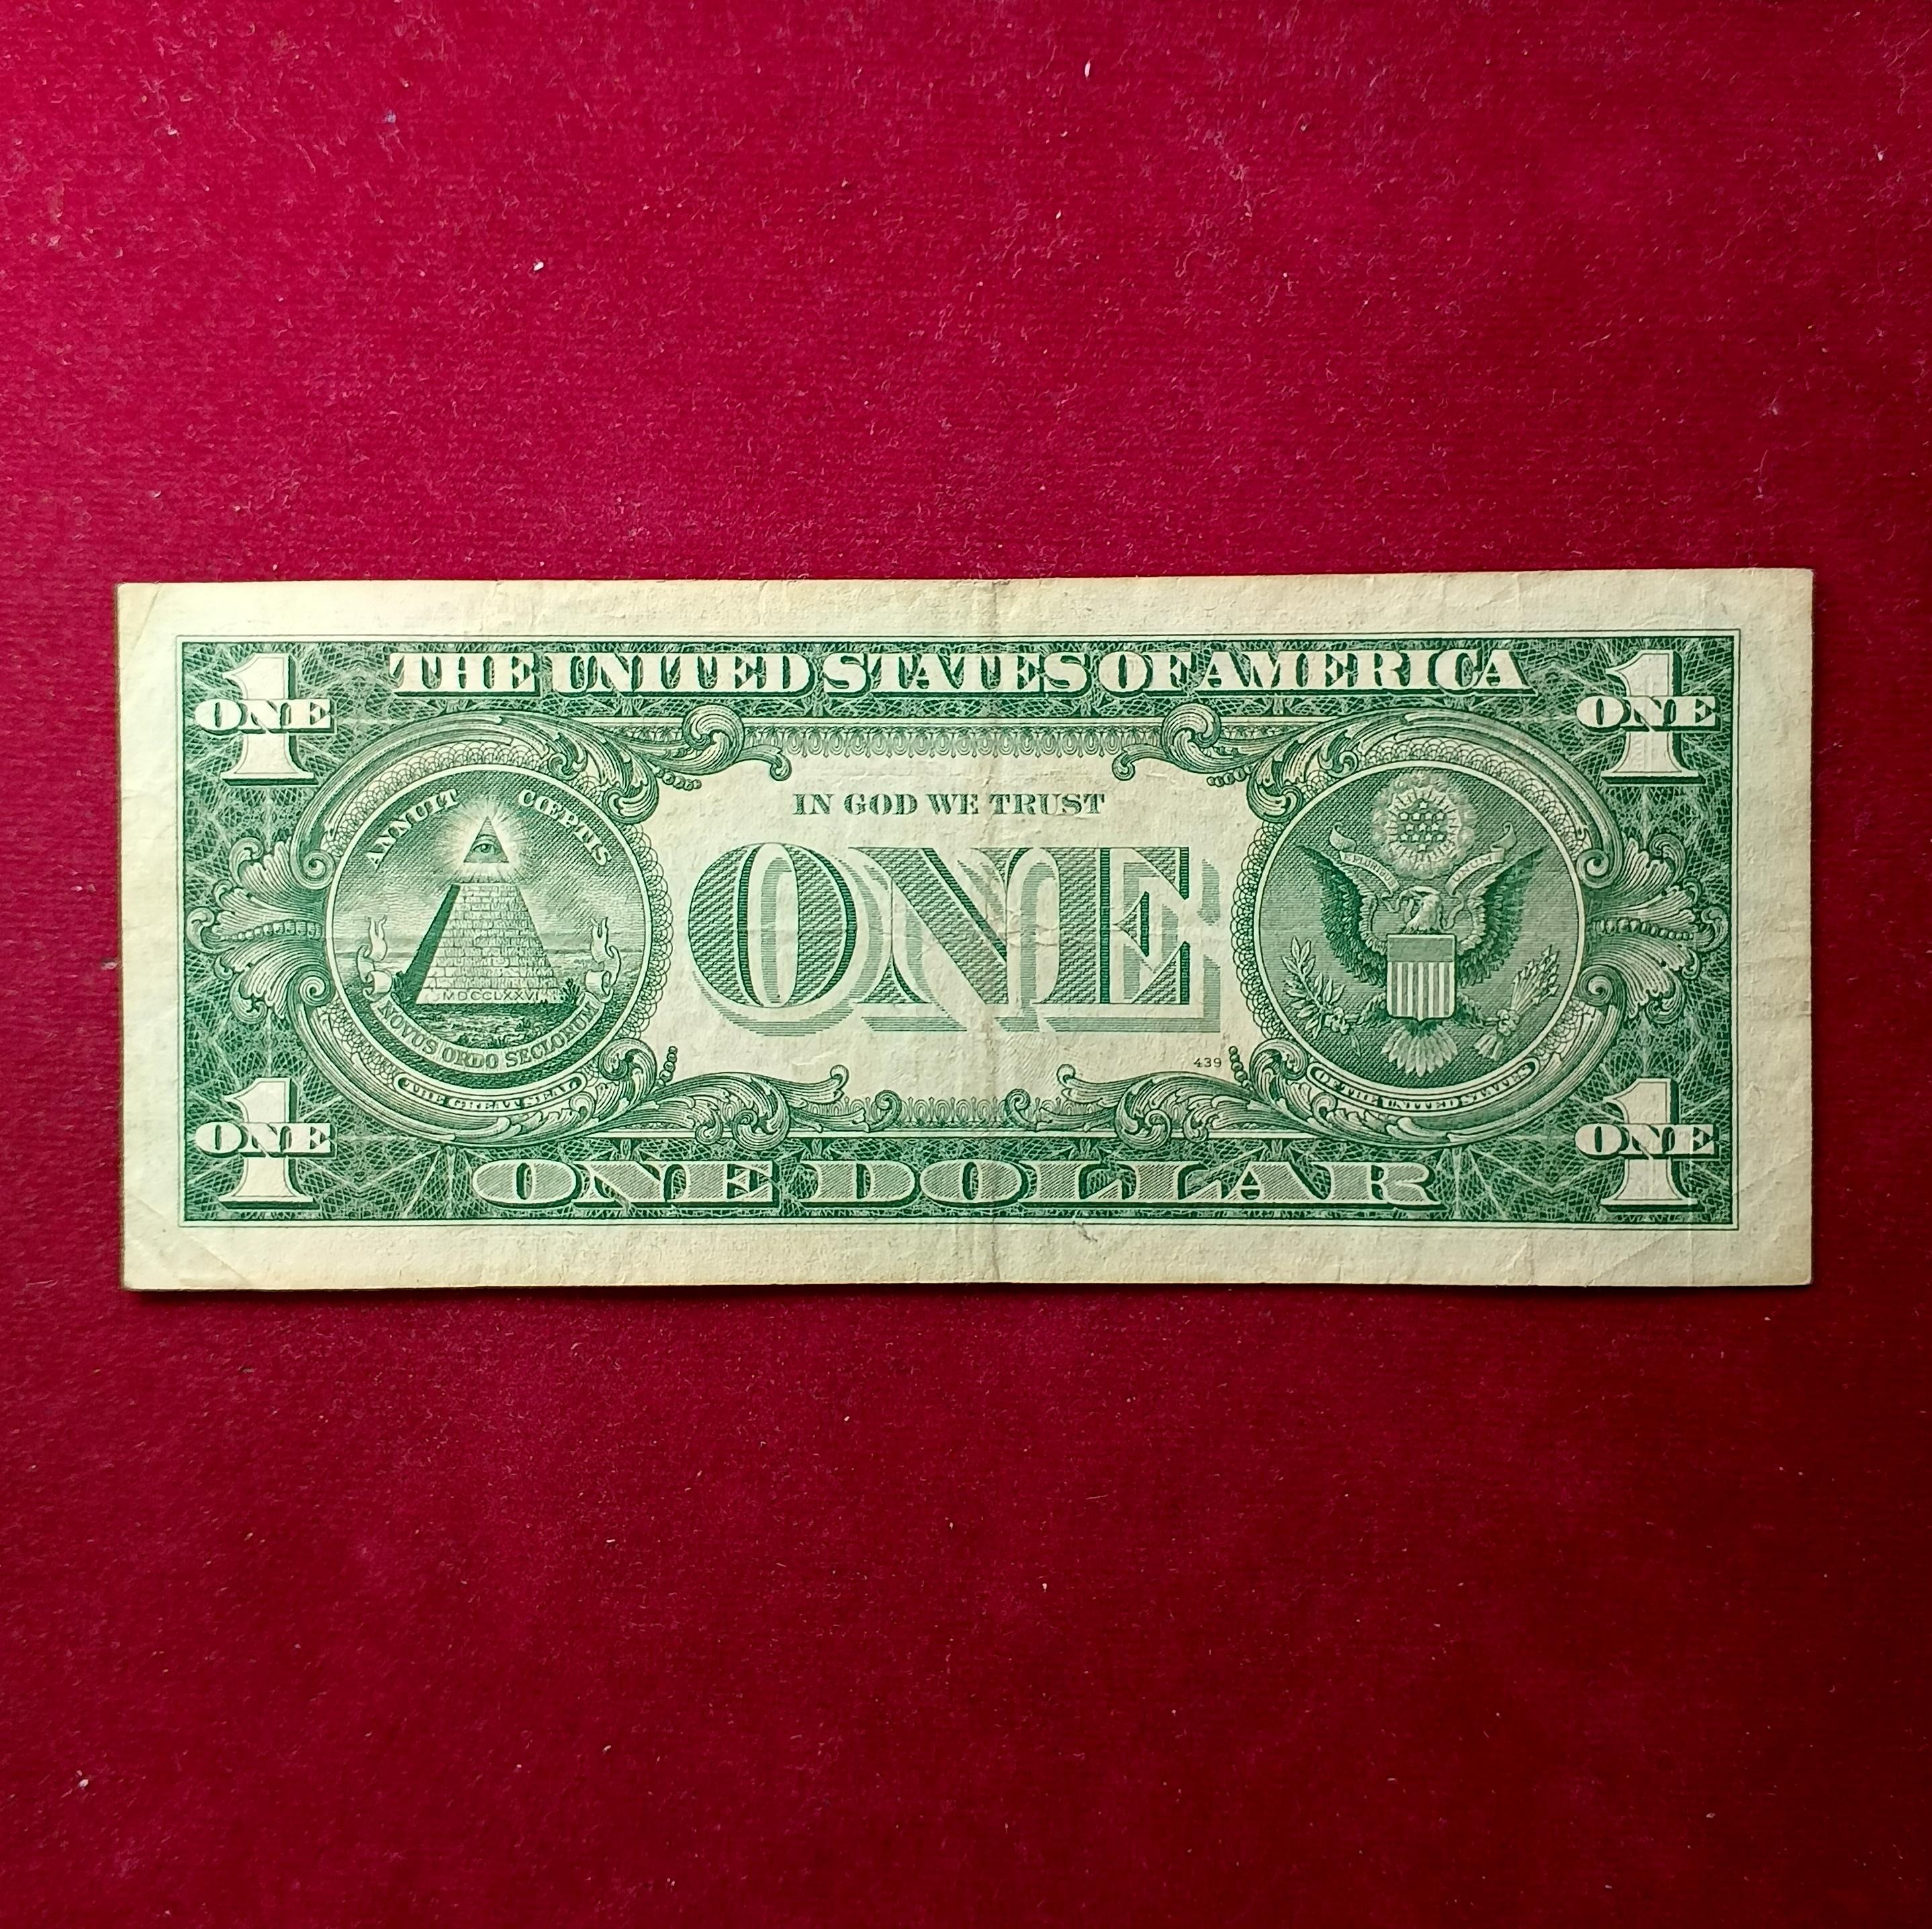 THE UNITED STATES OF AMERICA
1
ONE
1
ONE
ANNUIT CŒPTIS
IN GOD WE TRUST
ONE
MDCCLXXVI
NOVUS ORDO SECLORUM
439
THE GREAT SEAL
OF THE UNITED STATES
1
ONE
1
ONE
ONE DOLLAR